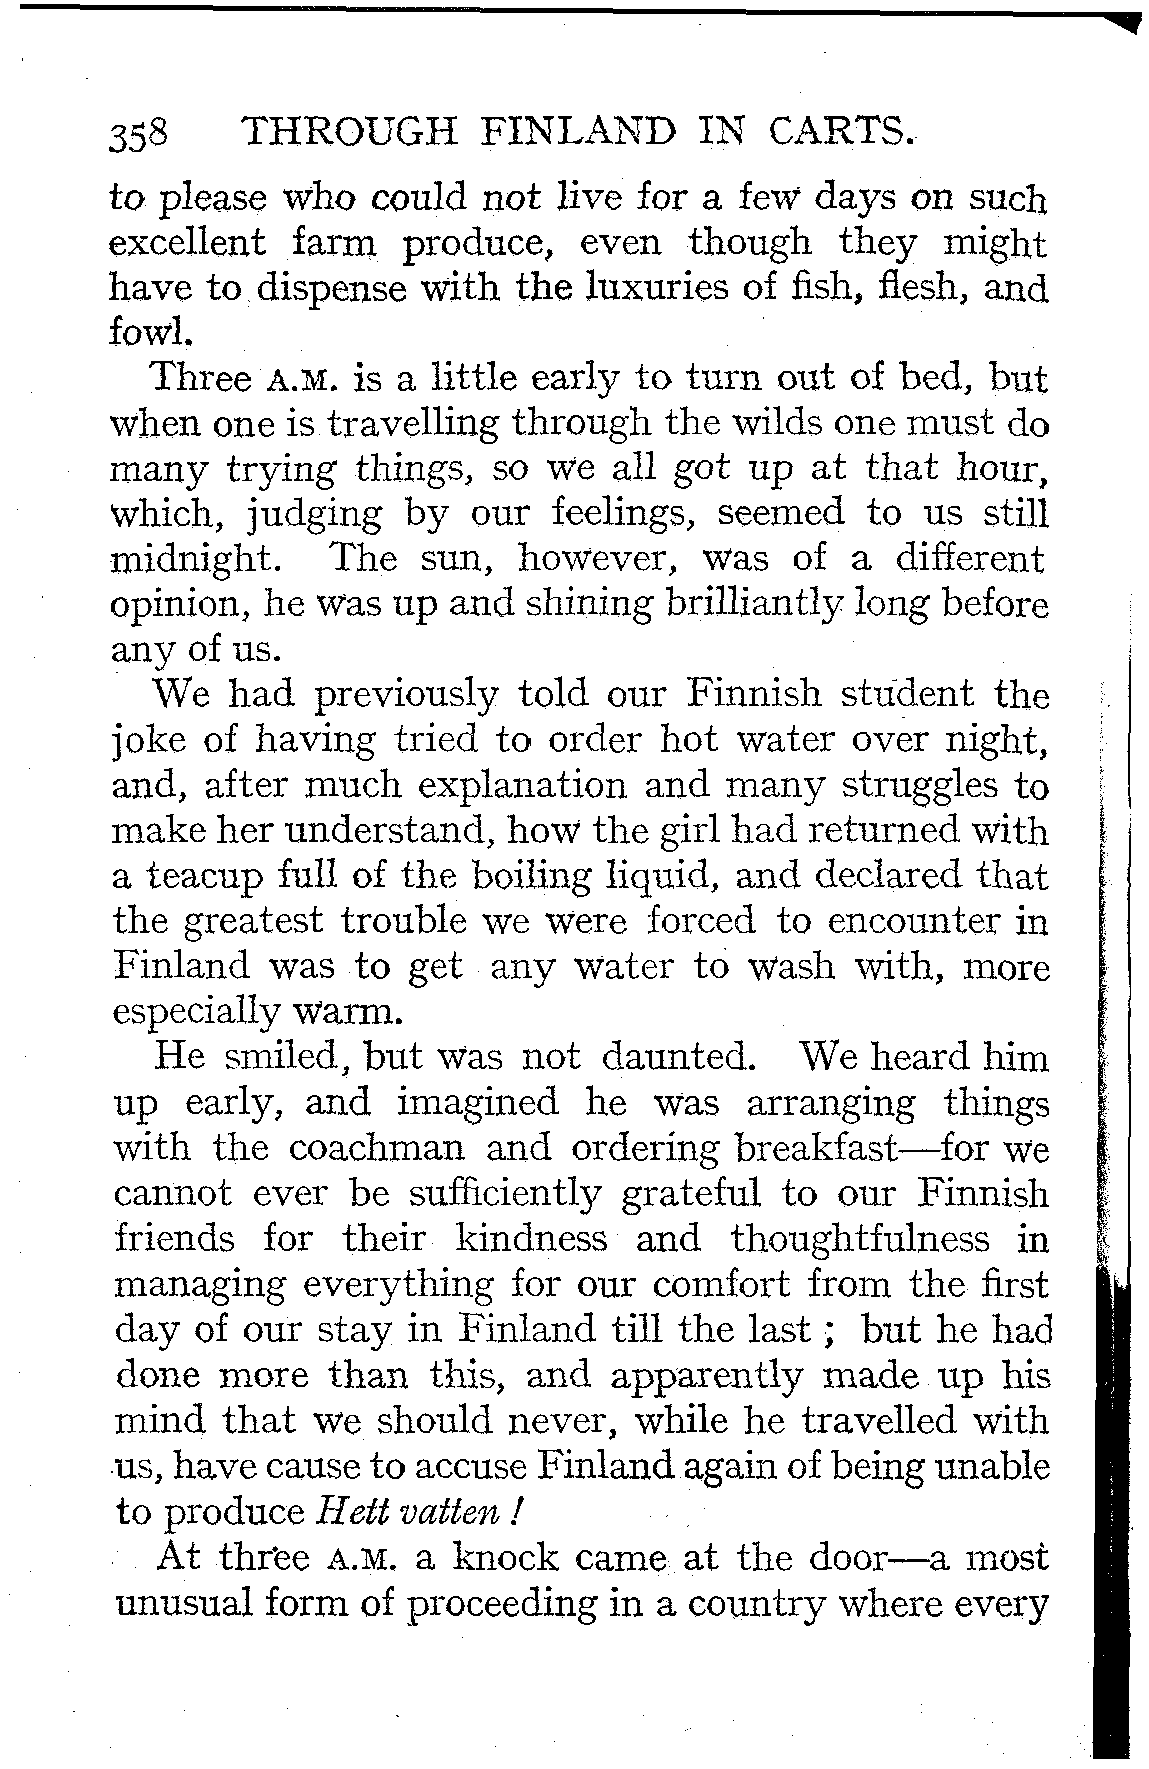 358 THROUGH FINLAND IN CARTS.
to please who could not live for a few days on such
excellent farm produce, even though they might
have to dispense with the luxuries of fish, flesh, and
fowl.
Three A.M. is a little early to turn out of bed, but
when one is travelling through the wilds one must do
many trying things, so we all got up at that hour,
which, judging by our feelings, seemed to us still
midnight. The sun, however, was of a different
opinion, he was up and shining brilliantly long before
any of us.
We had previously told our Finnish student the
joke of having tried to order hot water over night,
and, after much explanation and many struggles to
make her understand, how the girl had returned with
a teacup full of the boiling liquid, and declared that
the greatest trouble we were forced to encounter in
Finland was to get any water to wash with, more
especially warm.
He smiled, but was not daunted. We heard him
up early, and imagined he was arranging things
with the coachman and ordering breakfast—for we
cannot ever be sufficiently grateful to our Finnish
friends for their kindness and thoughtfulness in
managing everything for our comfort from the first
day of our stay in Finland till the last ; but he had
done more than this, and apparently made up his
mind that we should never, while he travelled with
us, have cause to accuse Finland again of being unable
to produce Hett vatten !
At three A.M. a knock came at the door—a most
unusual form of proceeding in a country where every